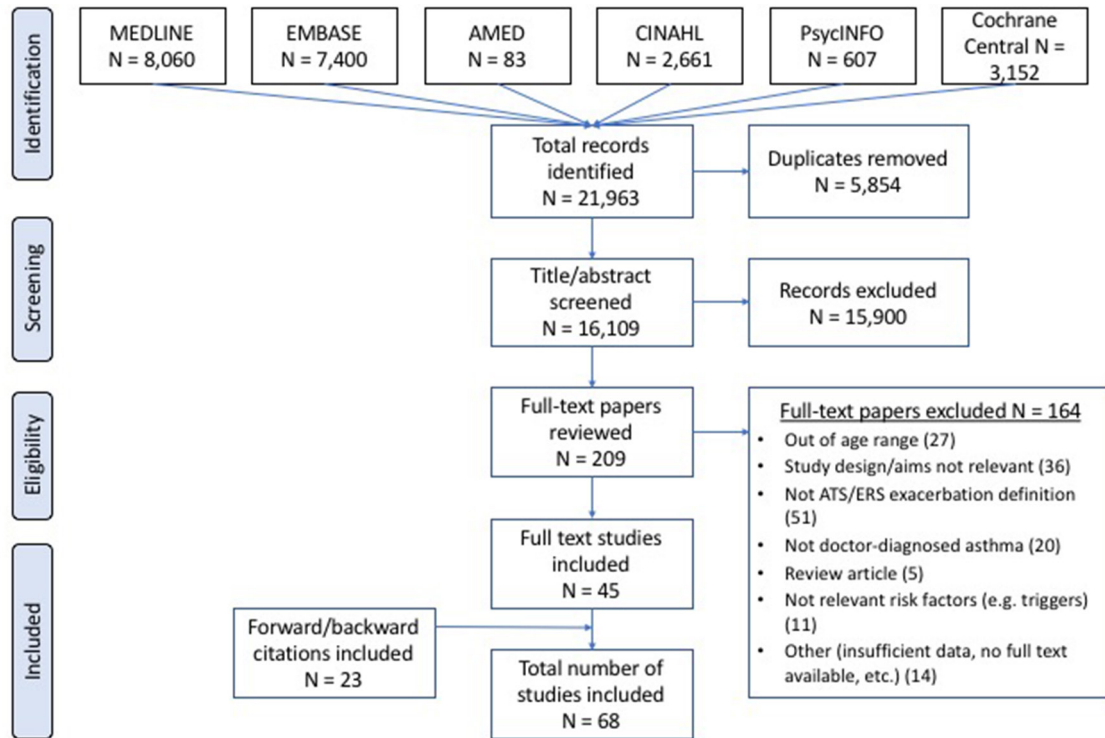 Identification
MEDLINE
N = 8,060
EMBASE
N = 7,400
AMED
N = 83
CINAHL
N = 2,661
PsycINFO
N = 607
Cochrane
Central N =
3,152
Total records
identified
N = 21,963
Duplicates removed
N = 5,854
Screening
Title/abstract
screened
N = 16,109
Records excluded
N = 15,900
Eligibility
Full-text papers
reviewed
N = 209
Full-text papers excluded N = 164
• Out of age range (27)
• Study design/aims not relevant (36)
• Not ATS/ERS exacerbation definition
(51)
• Not doctor-diagnosed asthma (20)
• Review article (5)
• Not relevant risk factors (e.g. triggers)
(11)
• Other (insufficient data, no full text
available, etc.) (14)
Included
Full text studies
included
N = 45
Forward/backward
citations included
N = 23
Total number of
studies included
N = 68